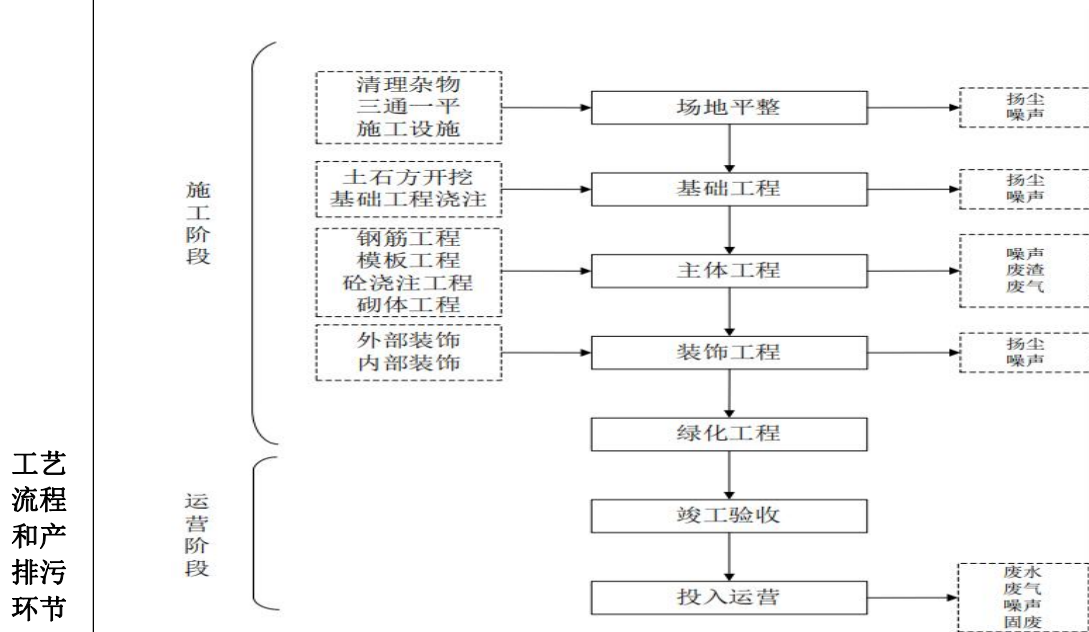 工艺
流程
和产
排污
环节
施
工
阶
段
清理杂物
三通一平
施工设施
场地平整
扬尘
噪声
土石方开挖
基础工程浇注
基础工程
扬尘
噪声
钢筋工程
模板工程
砼浇注工程
砌体工程
主体工程
噪声
废渣
废气
外部装饰
内部装饰
装饰工程
扬尘
噪声
绿化工程
运
营
阶
段
竣工验收
投入运营
废水
废气
噪声
固废